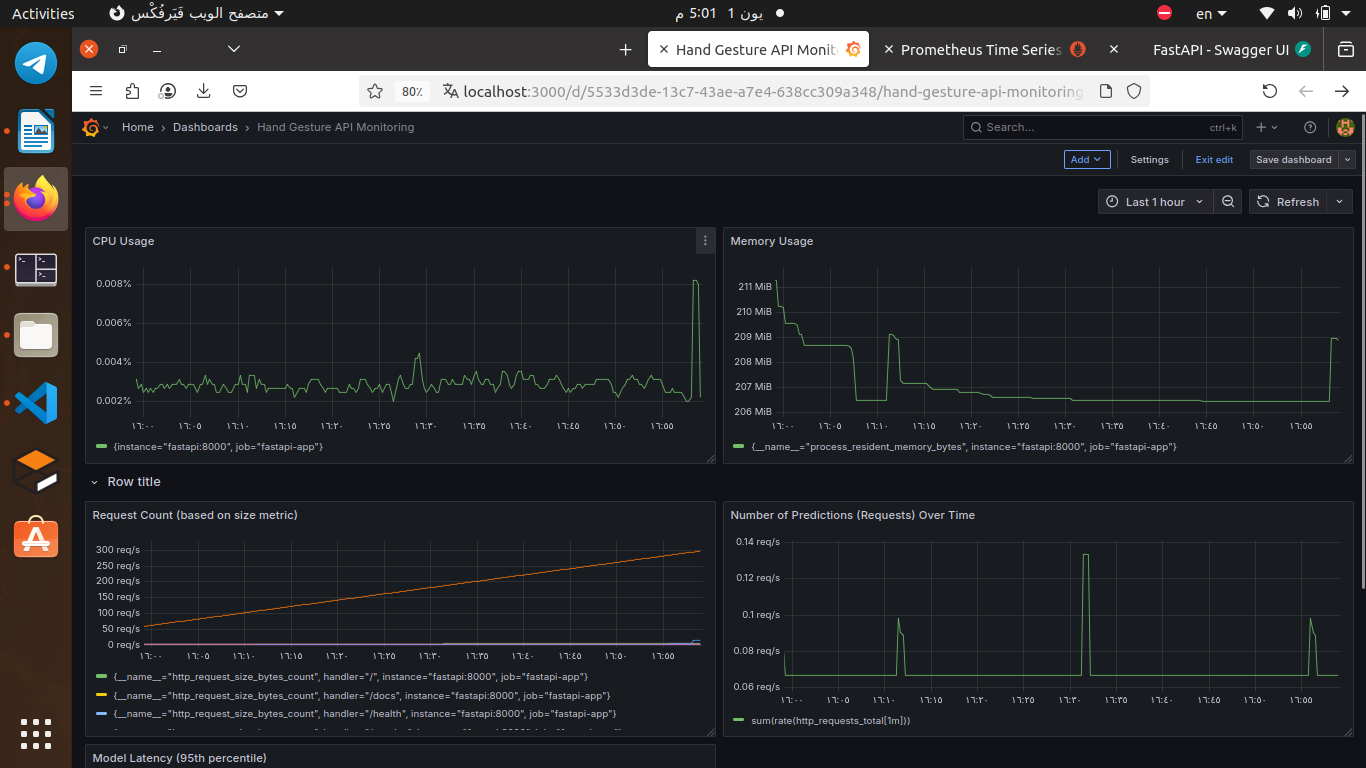 Activities
متصفح الويب فَيَرفُكْس
يون 1 5:01 م
en
Hand Gesture API Monit
Prometheus Time Series
FastAPI - Swagger UI
80%
localhost:3000/d/5533d3de-13c7-43ae-a7e4-638cc309a348/hand-gesture-api-monitoring
Home › Dashboards › Hand Gesture API Monitoring
Search...
ctrl+k
Add
Settings
Exit edit
Save dashboard
Last 1 hour
Refresh
CPU Usage
0.008%
0.006%
0.004%
0.002%
١٦:٠٠ ١٦:٠٥ ١٦:١٠ ١٦:١٥ ١٦:٢٠ ١٦:٢٥ ١٦:٣٠ ١٦:٣٥ ١٦:٤٠ ١٦:٤٥ ١٦:٥٠ ١٦:٥٥
{instance="fastapi:8000", job="fastapi-app"}
Memory Usage
211 MiB
210 MiB
209 MiB
208 MiB
207 MiB
206 MiB
١٦:٠٠ ١٦:٠٥ ١٦:١٠ ١٦:١٥ ١٦:٢٠ ١٦:٢٥ ١٦:٣٠ ١٦:٣٥ ١٦:٤٠ ١٦:٤٥ ١٦:٥٠ ١٦:٥٥
{__name__="process_resident_memory_bytes", instance="fastapi:8000", job="fastapi-app"}
Row title
Request Count (based on size metric)
300 req/s
250 req/s
200 req/s
150 req/s
100 req/s
50 req/s
0 req/s
١٦:٠٠ ١٦:٠٥ ١٦:١٠ ١٦:١٥ ١٦:٢٠ ١٦:٢٥ ١٦:٣٠ ١٦:٣٥ ١٦:٤٠ ١٦:٤٥ ١٦:٥٠ ١٦:٥٥
{__name__="http_request_size_bytes_count", handler="/", instance="fastapi:8000", job="fastapi-app"}
{__name__="http_request_size_bytes_count", handler="/docs", instance="fastapi:8000", job="fastapi-app"}
{__name__="http_request_size_bytes_count", handler="/health", instance="fastapi:8000", job="fastapi-app"}
Number of Predictions (Requests) Over Time
0.14 req/s
0.12 req/s
0.1 req/s
0.08 req/s
0.06 req/s
١٦:٠٠ ١٦:٠٥ ١٦:١٠ ١٦:١٥ ١٦:٢٠ ١٦:٢٥ ١٦:٣٠ ١٦:٣٥ ١٦:٤٠ ١٦:٤٥ ١٦:٥٠ ١٦:٥٥
sum(rate(http_requests_total[1m]))
Model Latency (95th percentile)